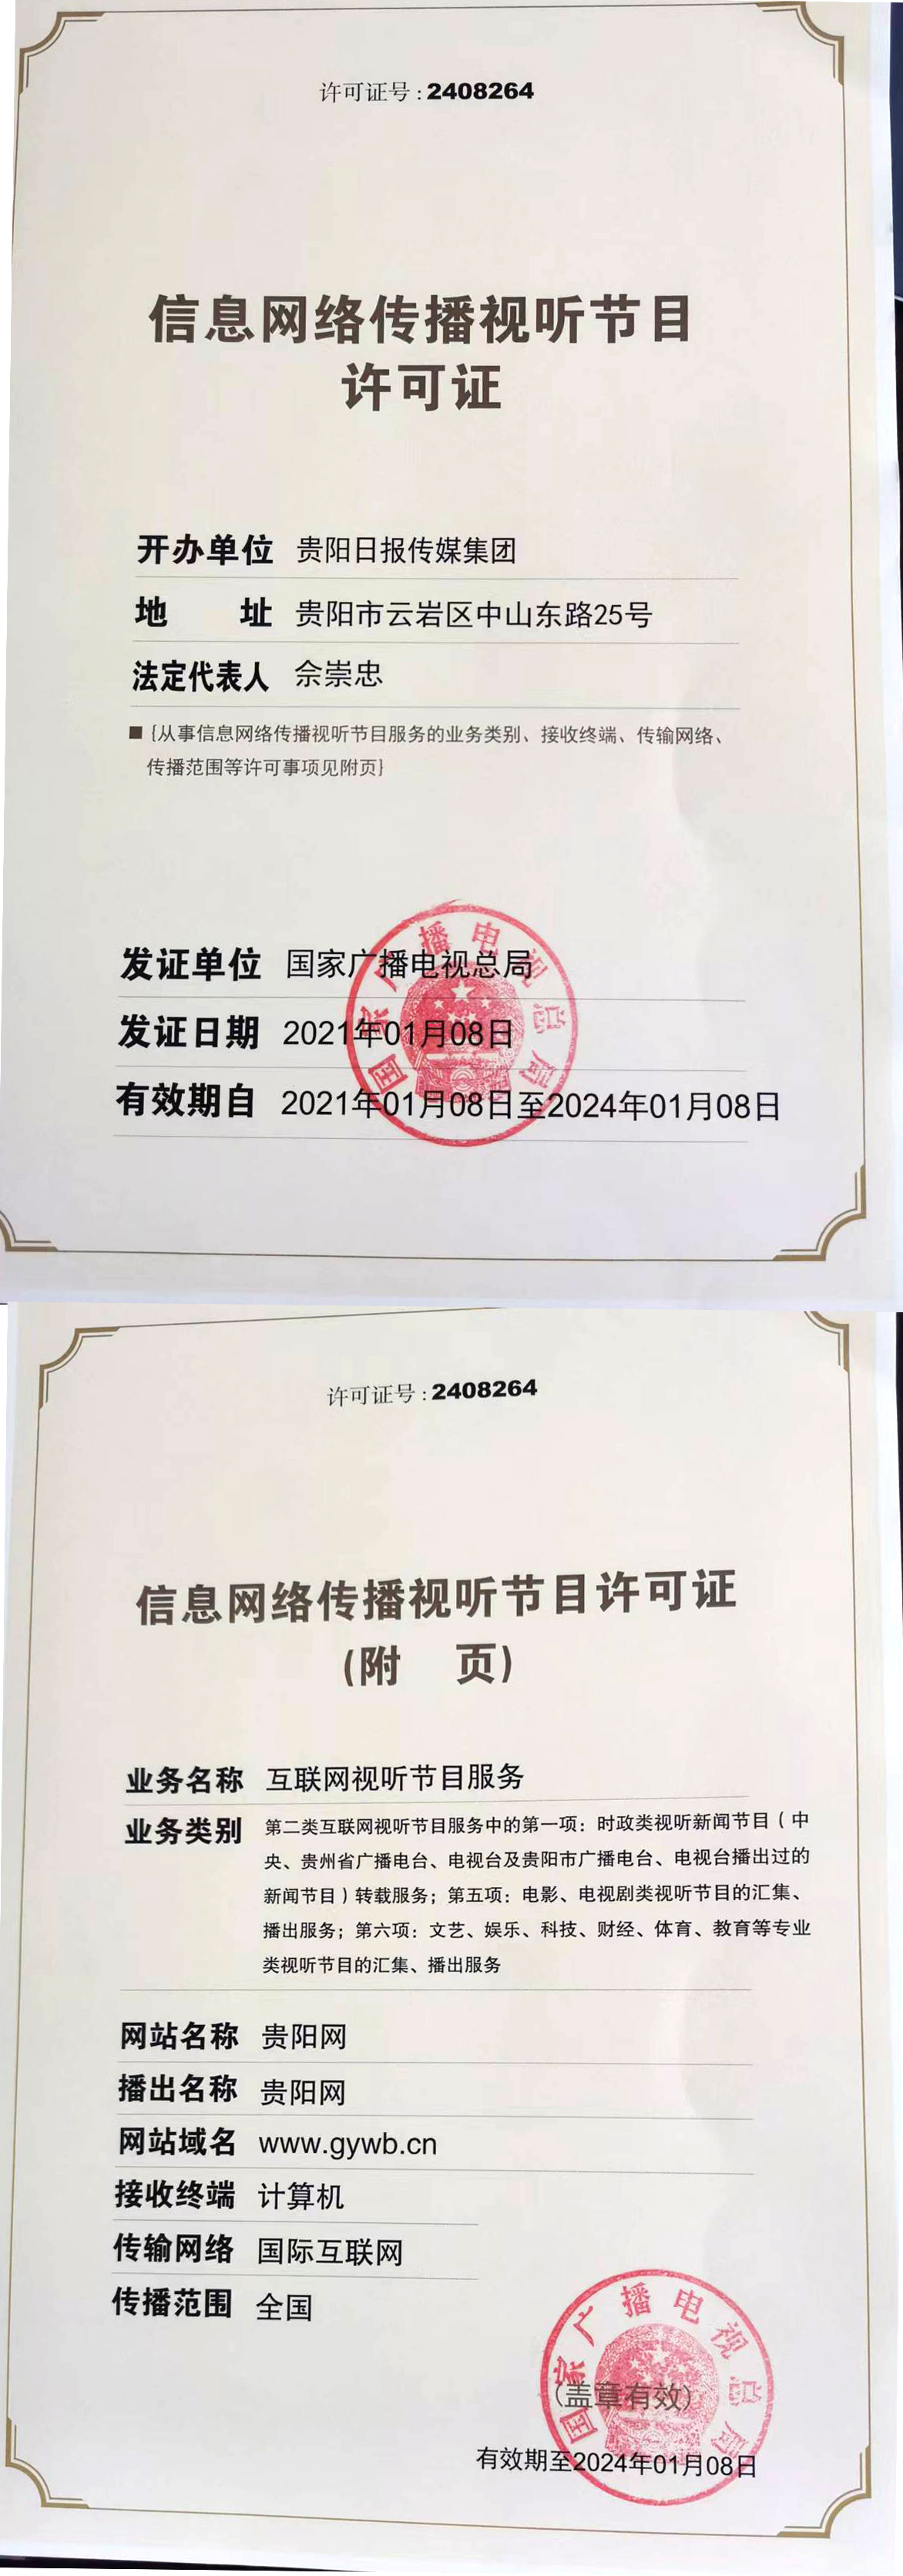 许可证号:2408264
信息网络传播视听节目
许可证
开办单位 贵阳日报传媒集团
地 址 贵阳市云岩区中山东路25号
法定代表人 佘崇忠
■{从事信息网络传播视听节目服务的业务类别、接收终端、传输网络、
传播范围等许可事项见附页}
发证单位 国家广播电视总局
发证日期 2021年01月08日
有效期自 2021年01月08日至2024年01月08日
国家广播电视总局
许可证号:2408264
信息网络传播视听节目许可证
(附 页)
业务名称 互联网视听节目服务
业务类别 第二类互联网视听节目服务中的第一项：时政类视听新闻节目（中
央、贵州省广播电台、电视台及贵阳市广播电台、电视台播出过的
新闻节目）转载服务；第五项：电影、电视剧类视听节目的汇集、
播出服务；第六项：文艺、娱乐、科技、财经、体育、教育等专业
类视听节目的汇集、播出服务
网站名称 贵阳网
播出名称 贵阳网
网站域名 www.gywb.cn
接收终端 计算机
传输网络 国际互联网
传播范围 全国
国家广播电视总局
(盖章有效)
有效期至2024年01月08日